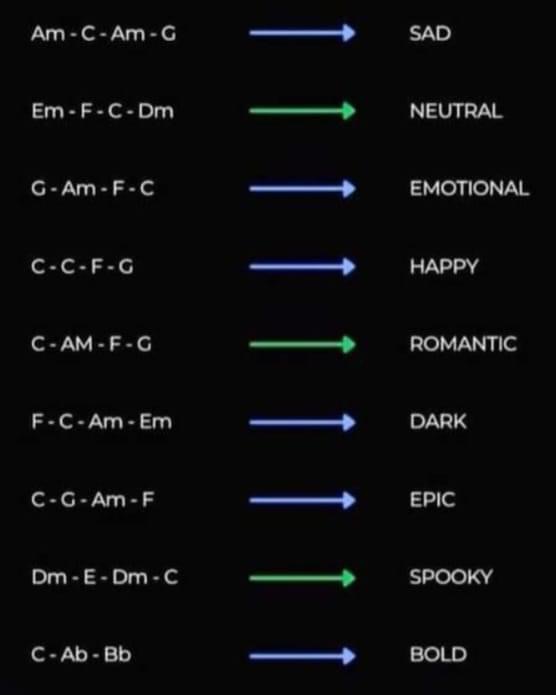 Am - C - Am - G SAD
Em - F - C - Dm NEUTRAL
G - Am - F - C EMOTIONAL
C - C - F - G HAPPY
C - AM - F - G ROMANTIC
F - C - Am - Em DARK
C - G - Am - F EPIC
Dm - E - Dm - C SPOOKY
C - Ab - Bb BOLD